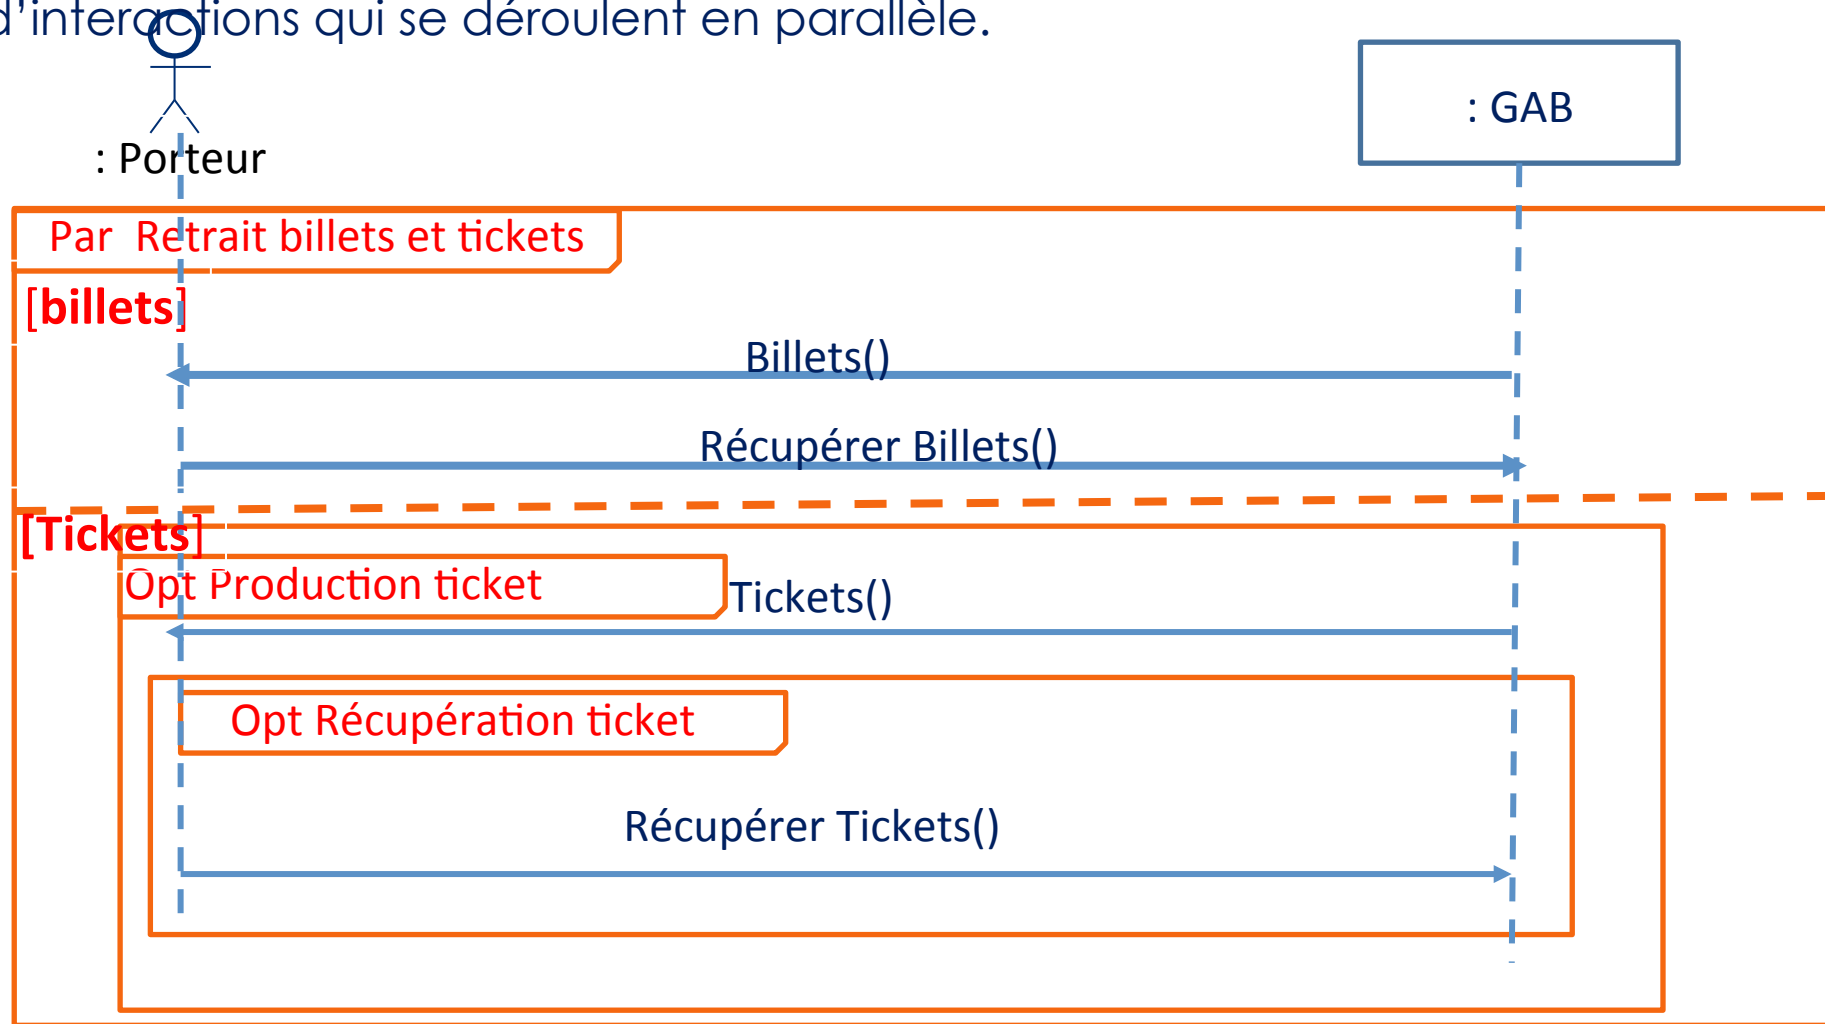 d’interactions qui se déroulent en parallèle.
: GAB
: Porteur
Par Retrait billets et tickets
[billets]
Billets()
Récupérer Billets()
[Tickets]
Opt Production ticket
Tickets()
Opt Récupération ticket
Récupérer Tickets()